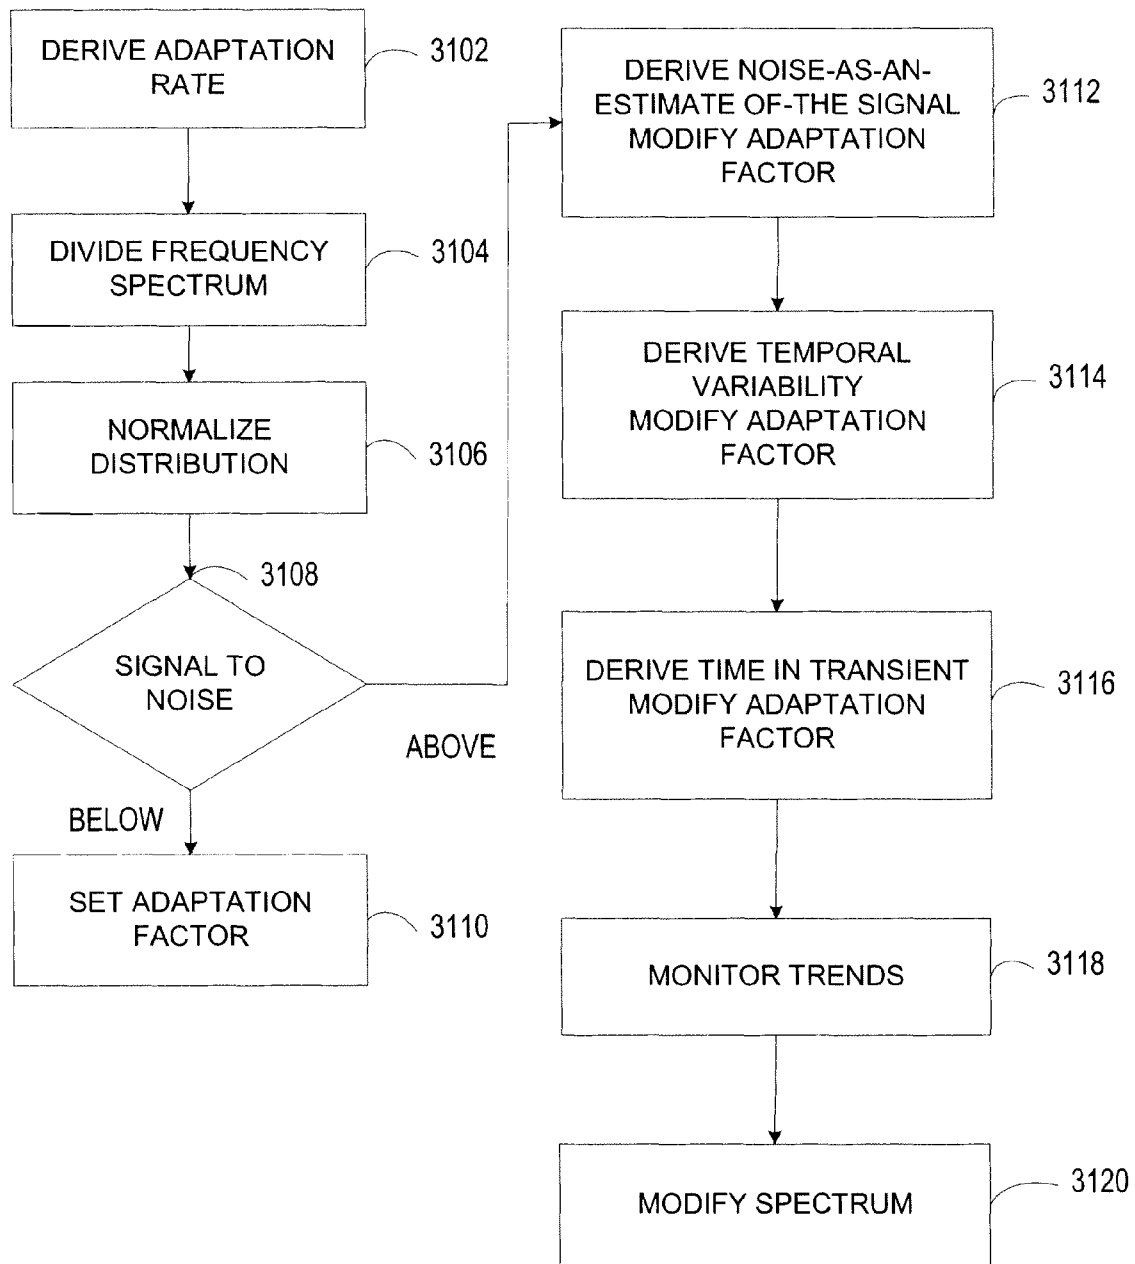 DERIVE ADAPTATION
RATE
3102
DIVIDE FREQUENCY
SPECTRUM
3104
NORMALIZE
DISTRIBUTION
3106
3108
SIGNAL TO
NOISE
ABOVE
BELOW
SET ADAPTATION
FACTOR
3110
DERIVE NOISE-AS-AN-
ESTIMATE OF-THE SIGNAL
MODIFY ADAPTATION
FACTOR
3112
DERIVE TEMPORAL
VARIABILITY
MODIFY ADAPTATION
FACTOR
3114
DERIVE TIME IN TRANSIENT
MODIFY ADAPTATION
FACTOR
3116
MONITOR TRENDS
3118
MODIFY SPECTRUM
3120